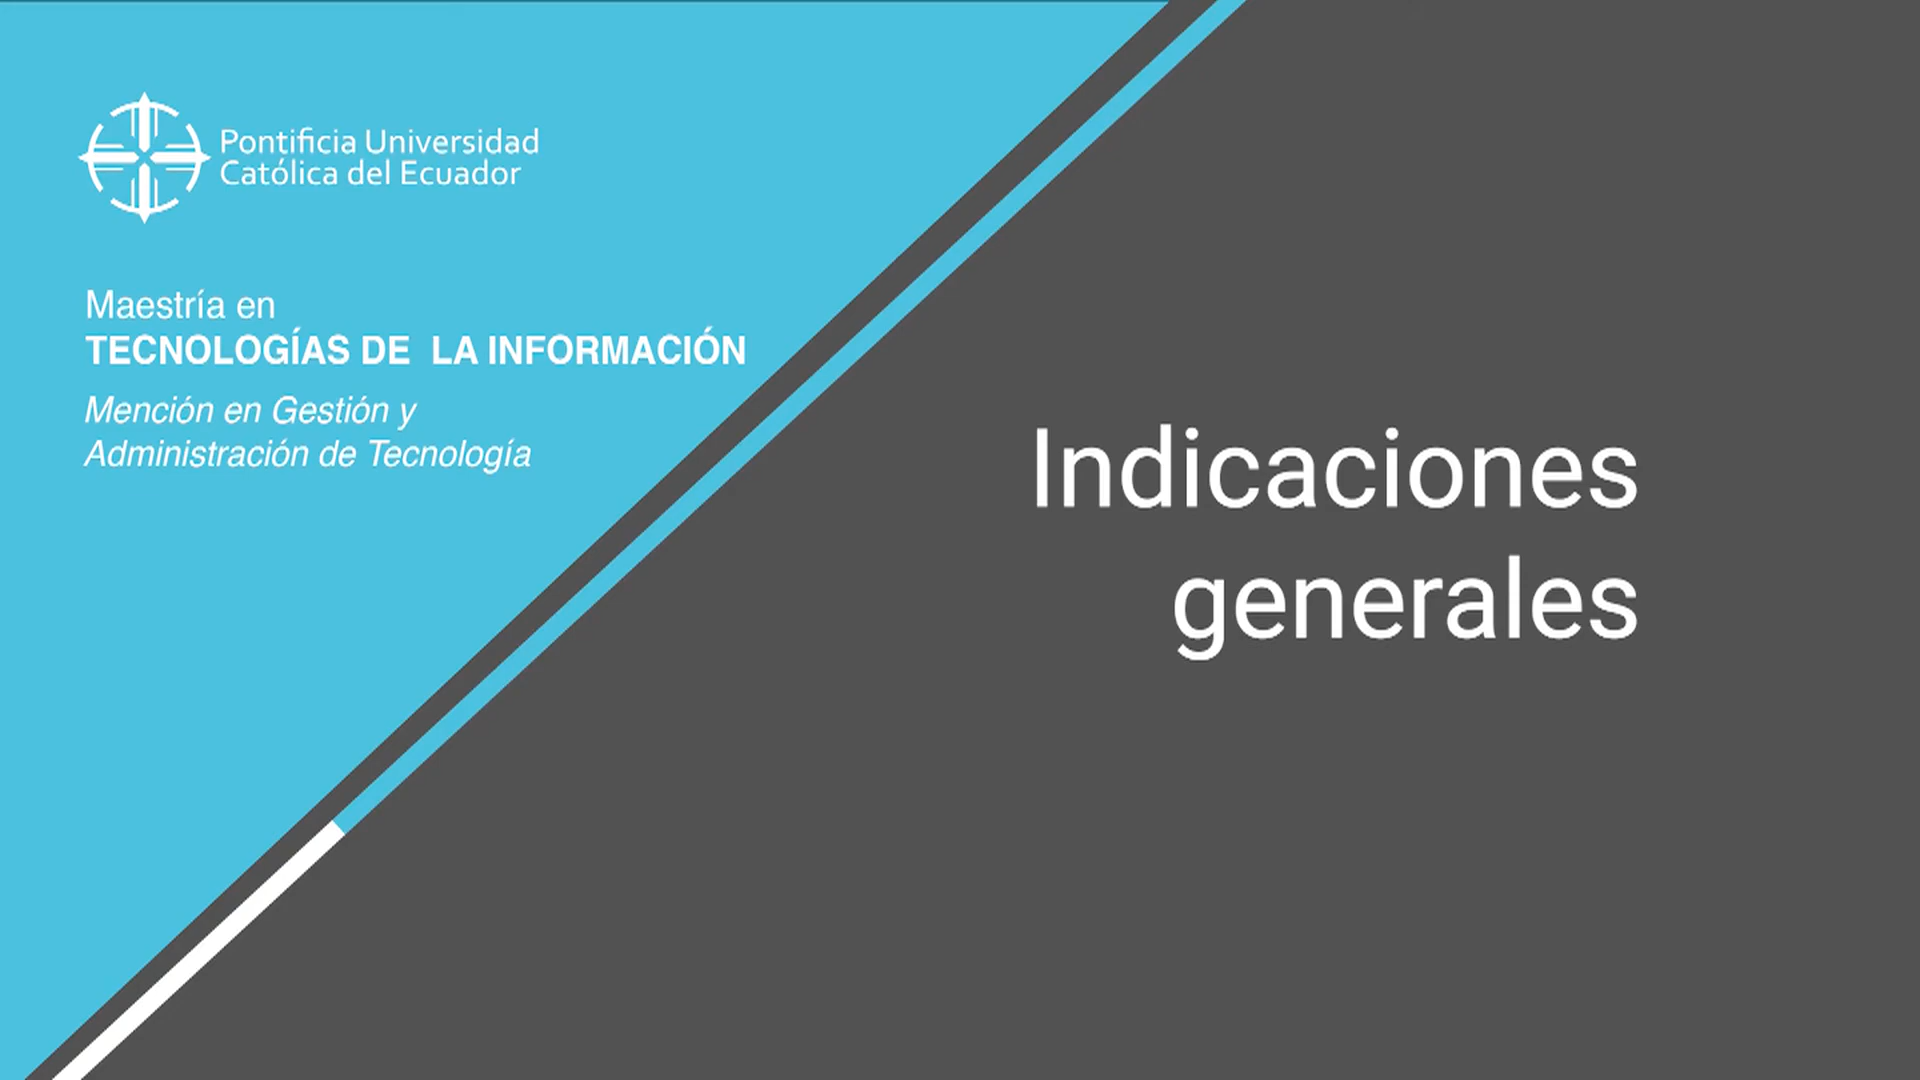 Pontificia Universidad
Católica del Ecuador
Maestría en
TECNOLOGÍAS DE LA INFORMACIÓN
Mención en Gestión y
Administración de Tecnología
Indicaciones
generales